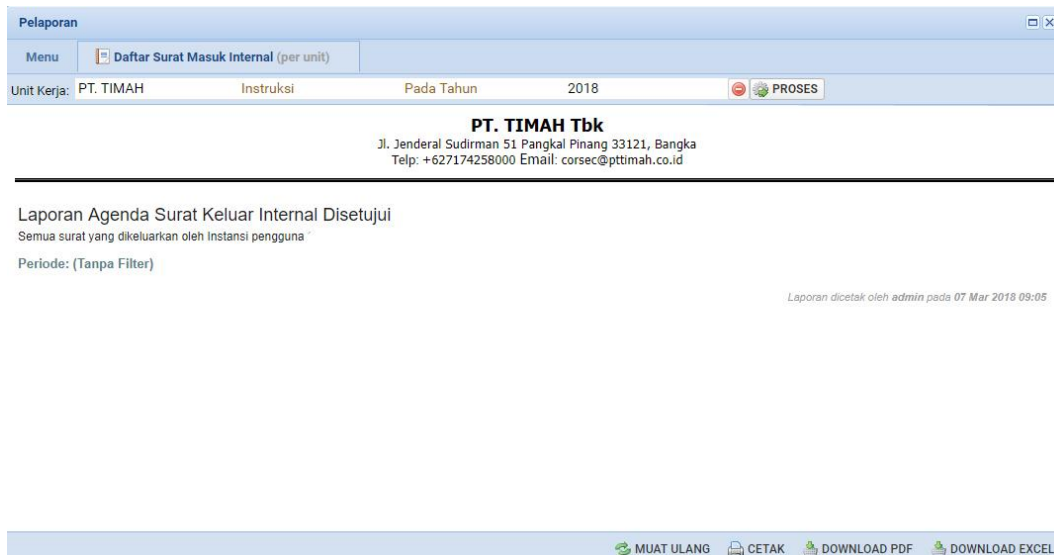 Pelaporan
Menu Daftar Surat Masuk Internal (per unit)
Unit Kerja: PT. TIMAH Instruksi Pada Tahun 2018 PROSES
PT. TIMAH Tbk
Jl. Jenderal Sudirman 51 Pangkal Pinang 33121, Bangka
Telp: +627174258000 Email: corsec@pttimah.co.id
Laporan Agenda Surat Keluar Internal Disetujui
Semua surat yang dikeluarkan oleh Instansi pengguna
Periode: (Tanpa Filter)
Laporan dicetak oleh admin pada 07 Mar 2018 09:05
MUAT ULANG CETAK DOWNLOAD PDF DOWNLOAD EXCEL